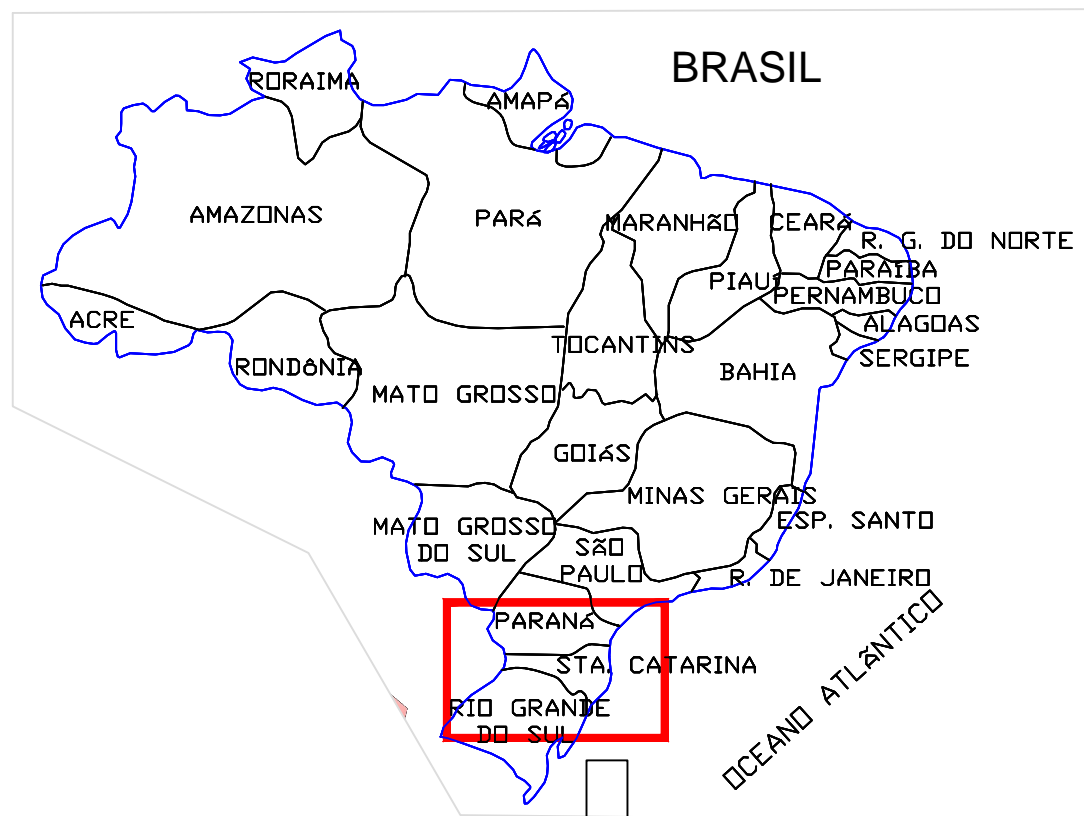 BRASIL
RORAIMA
AMAPá
AMAZONAS
PARá
MARANHãO
CEARá
R. G. DO NORTE
PARAíBA
PIAUí
PERNAMBUCO
ACRE
ALAGOAS
TOCANTINS
SERGIPE
RONDôNIA
BAHIA
MATO GROSSO
GOIáS
MINAS GERAIS
ESP. SANTO
MATO GROSSO
DO SUL
SãO
PAULO
R. DE JANEIRO
PARANá
STA. CATARINA
RIO GRANDE
DO SUL
OCEANO ATLâNTICO